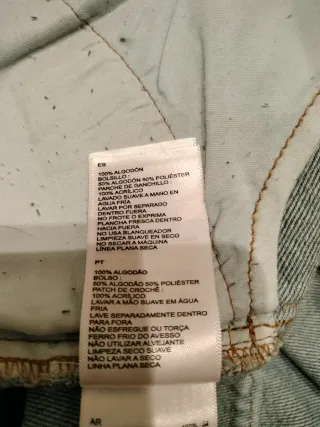 ES
100% ALGODÓN
BOLSILLO :
50% ALGODÓN 50% POLIÉSTER
PARCHE DE GANCHILLO :
100% ACRÍLICO
LAVADO SUAVE A MANO EN
AGUA FRÍA
LAVAR POR SEPARADO
DENTRO FUERA
NO FROTE O EXPRIMA
PLANCHA FRESCA DENTRO
HACIA FUERA
NO USA BLANQUEADOR
LIMPIEZA SUAVE EN SECO
NO SECAR A MÁQUINA
LÍNEA PLANA SECA
PT
100% ALGODÃO
BOLSO :
50% ALGODÃO 50% POLIÉSTER
PATCH DE CROCHÊ :
100% ACRÍLICO
LAVAR A MÃO SUAVE EM ÁGUA
FRIA
LAVE SEPARADAMENTE DENTRO
PARA FORA
NÃO ESFREGUE OU TORÇA
FERRO FRIO DO AVESSO
NÃO UTILIZAR ALVEJANTE
LIMPEZA SECO SUAVE
NÃO LAVAR A SECO
LINHA PLANA SECA
AR